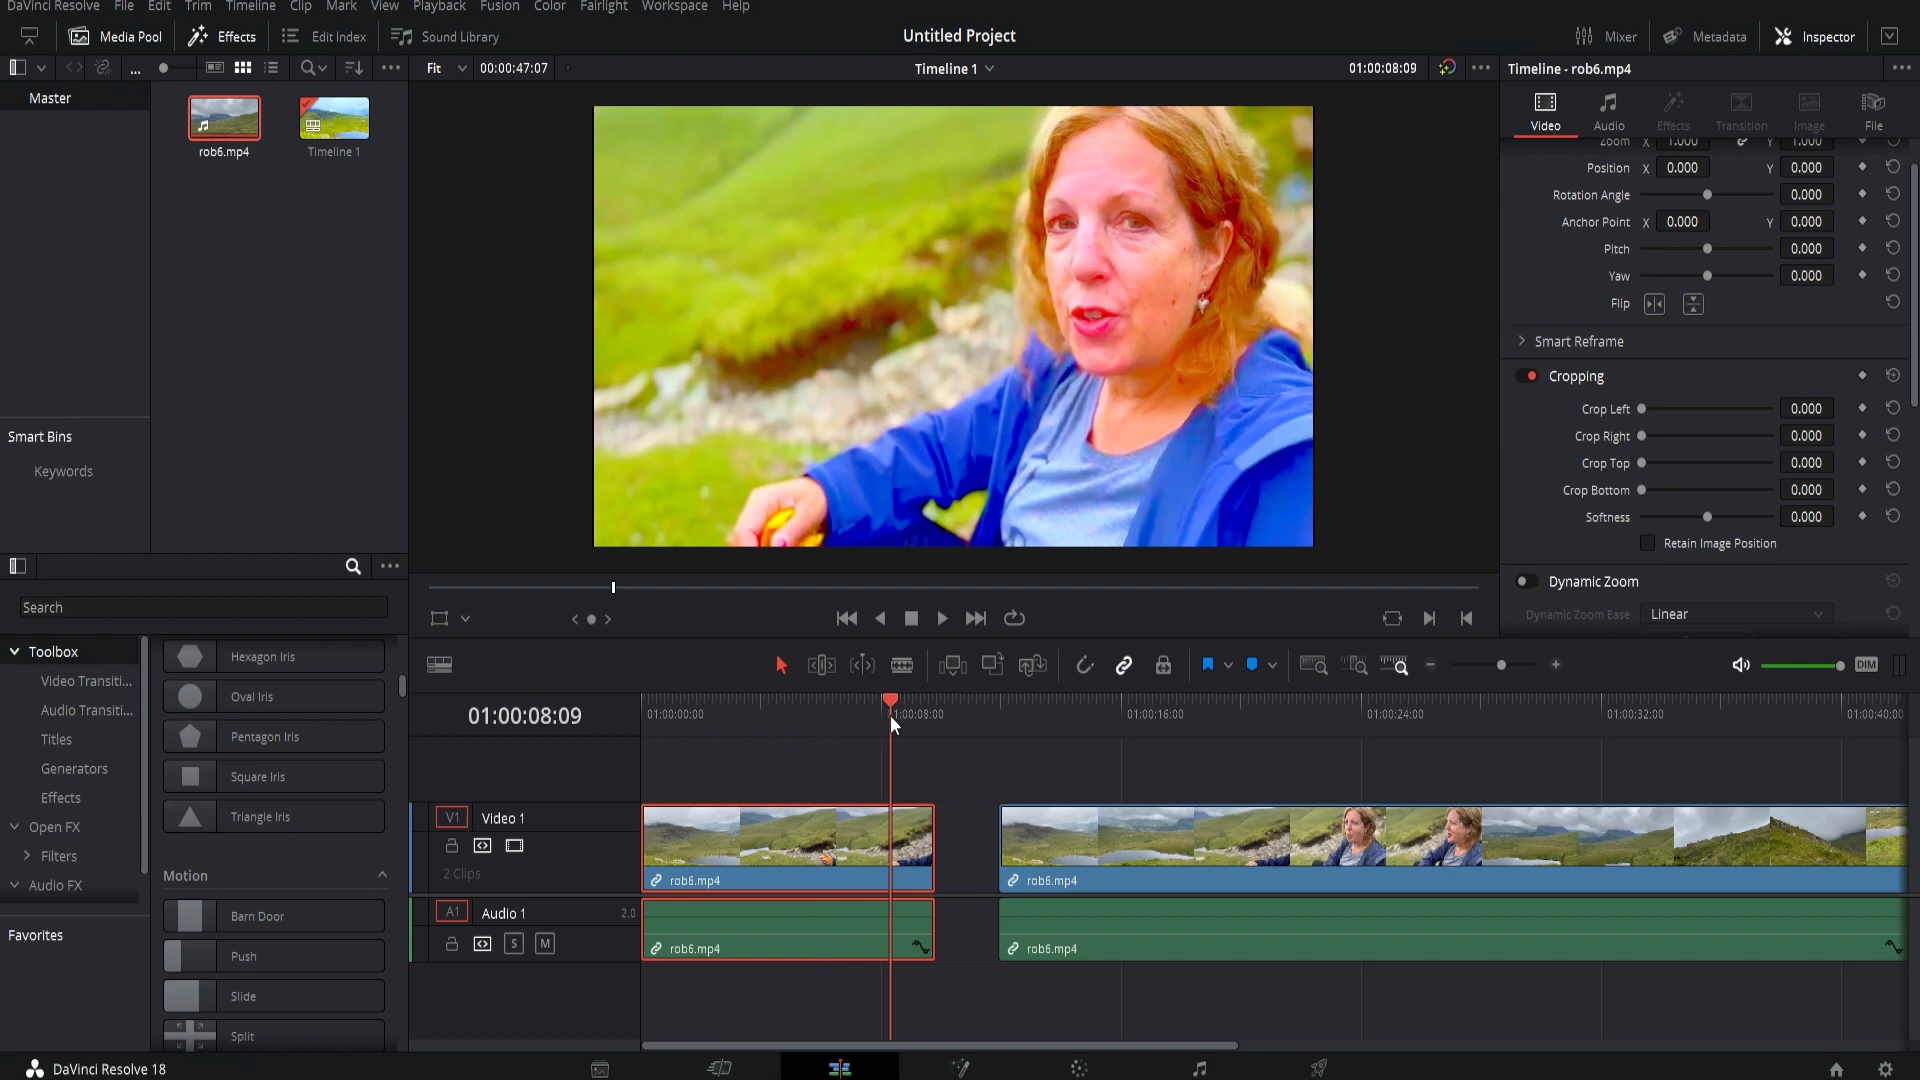 DaVinci Resolve File Edit Trim Timeline Clip Mark View Playback Fusion Color Fairlight Workspace Help
Media Pool Effects Edit Index Sound Library Untitled Project Mixer Metadata Inspector
Fit 00:00:47:07 Timeline 1 01:00:08:09 Timeline - rob6.mp4
Master
rob6.mp4 Timeline 1
Video Audio Effects Transition Image File
Zoom X 1.000 Y 1.000
Position X 0.000 Y 0.000
Rotation Angle 0.000
Anchor Point X 0.000 Y 0.000
Pitch 0.000
Yaw 0.000
Flip
Smart Reframe
Cropping
Crop Left 0.000
Crop Right 0.000
Crop Top 0.000
Crop Bottom 0.000
Softness 0.000
Retain Image Position
Dynamic Zoom
Dynamic Zoom Ease Linear
Smart Bins
Keywords
Search
Toolbox
Video Transiti...
Audio Transiti...
Titles
Generators
Effects
Open FX
Filters
Audio FX
Favorites
Hexagon Iris
Oval Iris
Pentagon Iris
Square Iris
Triangle Iris
Motion
Barn Door
Push
Slide
Split
DIM
01:00:08:09 01:00:00:00 01:00:08:00 01:00:16:00 01:00:24:00 01:00:32:00 01:00:40:00
V1 Video 1
2 Clips
rob6.mp4 rob6.mp4
A1 Audio 1 2.0
S M
rob6.mp4 rob6.mp4
DaVinci Resolve 18